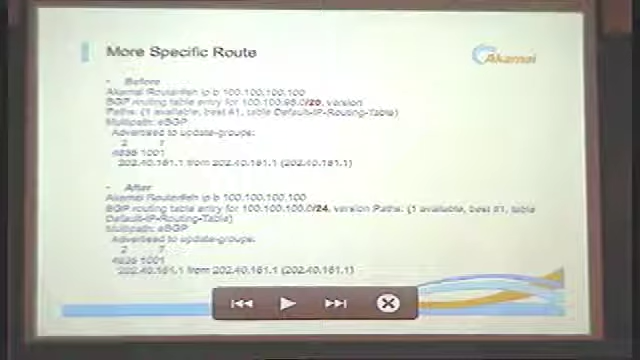 More Specific Route
Akamai
- Before
Akamai Router#sh ip b 100.100.100.100
BGP routing table entry for 100.100.96.0/20, version
Paths: (1 available, best #1, table Default-IP-Routing-Table)
Multipath: eBGP
Advertised to update-groups:
2 7
4635 1001
202.40.161.1 from 202.40.161.1 (202.40.161.1)
- After
Akamai Router#sh ip b 100.100.100.100
BGP routing table entry for 100.100.100.0/24, version Paths: (1 available, best #1, table
Default-IP-Routing-Table)
Multipath: eBGP
Advertised to update-groups:
2 7
4635 1001
202.40.161.1 from 202.40.161.1 (202.40.161.1)